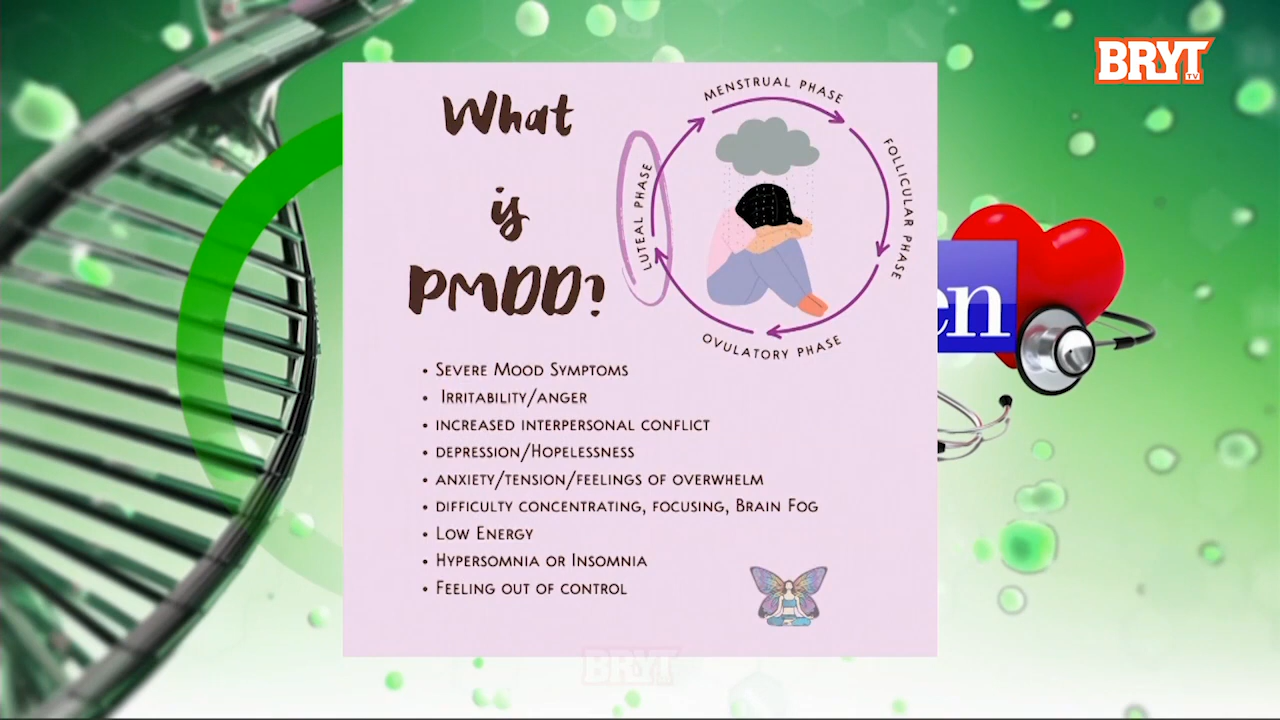 BRYT
TV
What
is
PMDD?
MENSTRUAL PHASE
FOLLICULAR PHASE
OVULATORY PHASE
LUTEAL PHASE
• Severe Mood Symptoms
• Irritability/anger
• increased interpersonal conflict
• depression/Hopelessness
• anxiety/tension/feelings of overwhelm
• difficulty concentrating, focusing, Brain Fog
• Low Energy
• Hypersomnia or Insomnia
• Feeling out of control
BRYT